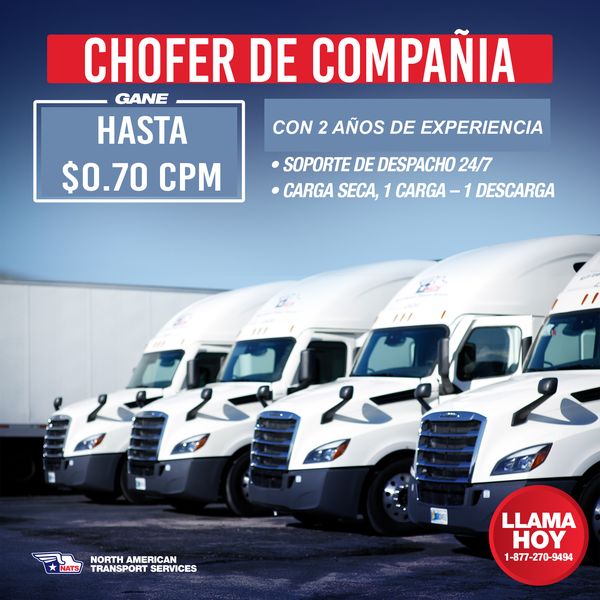 CHOFER DE COMPAÑIA
GANE
HASTA
$0.70 CPM
CON 2 AÑOS DE EXPERIENCIA
• SOPORTE DE DESPACHO 24/7
• CARGA SECA, 1 CARGA – 1 DESCARGA
LLAMA
HOY
1-877-270-9494
NATS
NORTH AMERICAN
TRANSPORT SERVICES